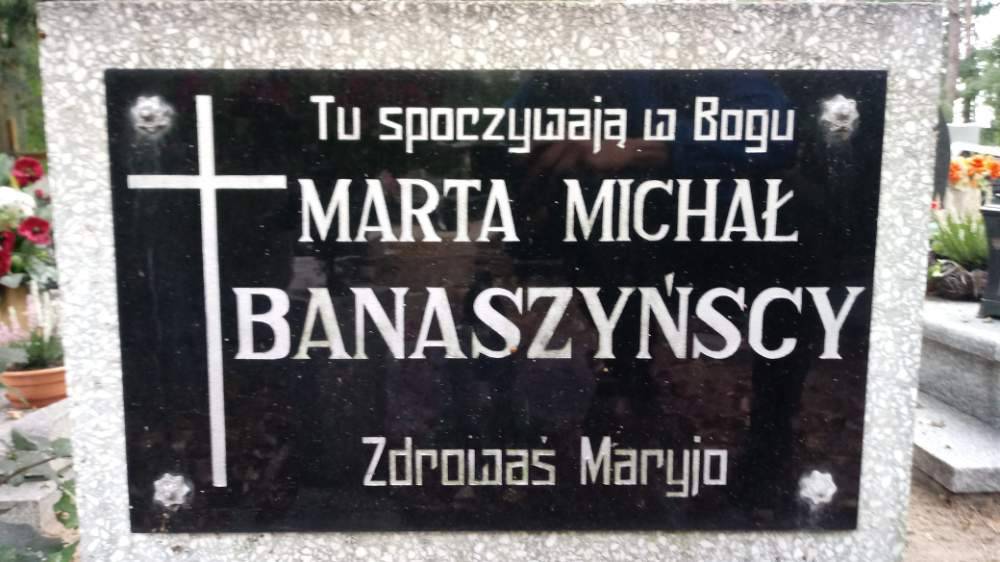 Tu spoczywają w Bogu
MARTA MICHAŁ
BANASZYŃSCY
Zdrowaś Maryjo